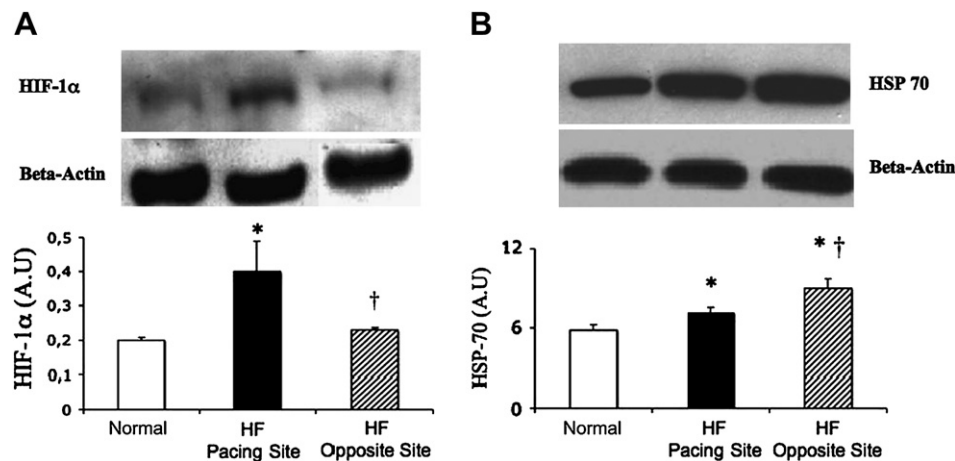 A
HIF-1α
Beta-Actin
HIF-1α (A.U)
0,5
0,4
0,3
0,2
0,1
0
*
†
Normal
HF
Pacing Site
HF
Opposite Site
B
HSP 70
Beta-Actin
HSP-70 (A.U)
12
6
0
*
* †
Normal
HF
Pacing Site
HF
Opposite Site